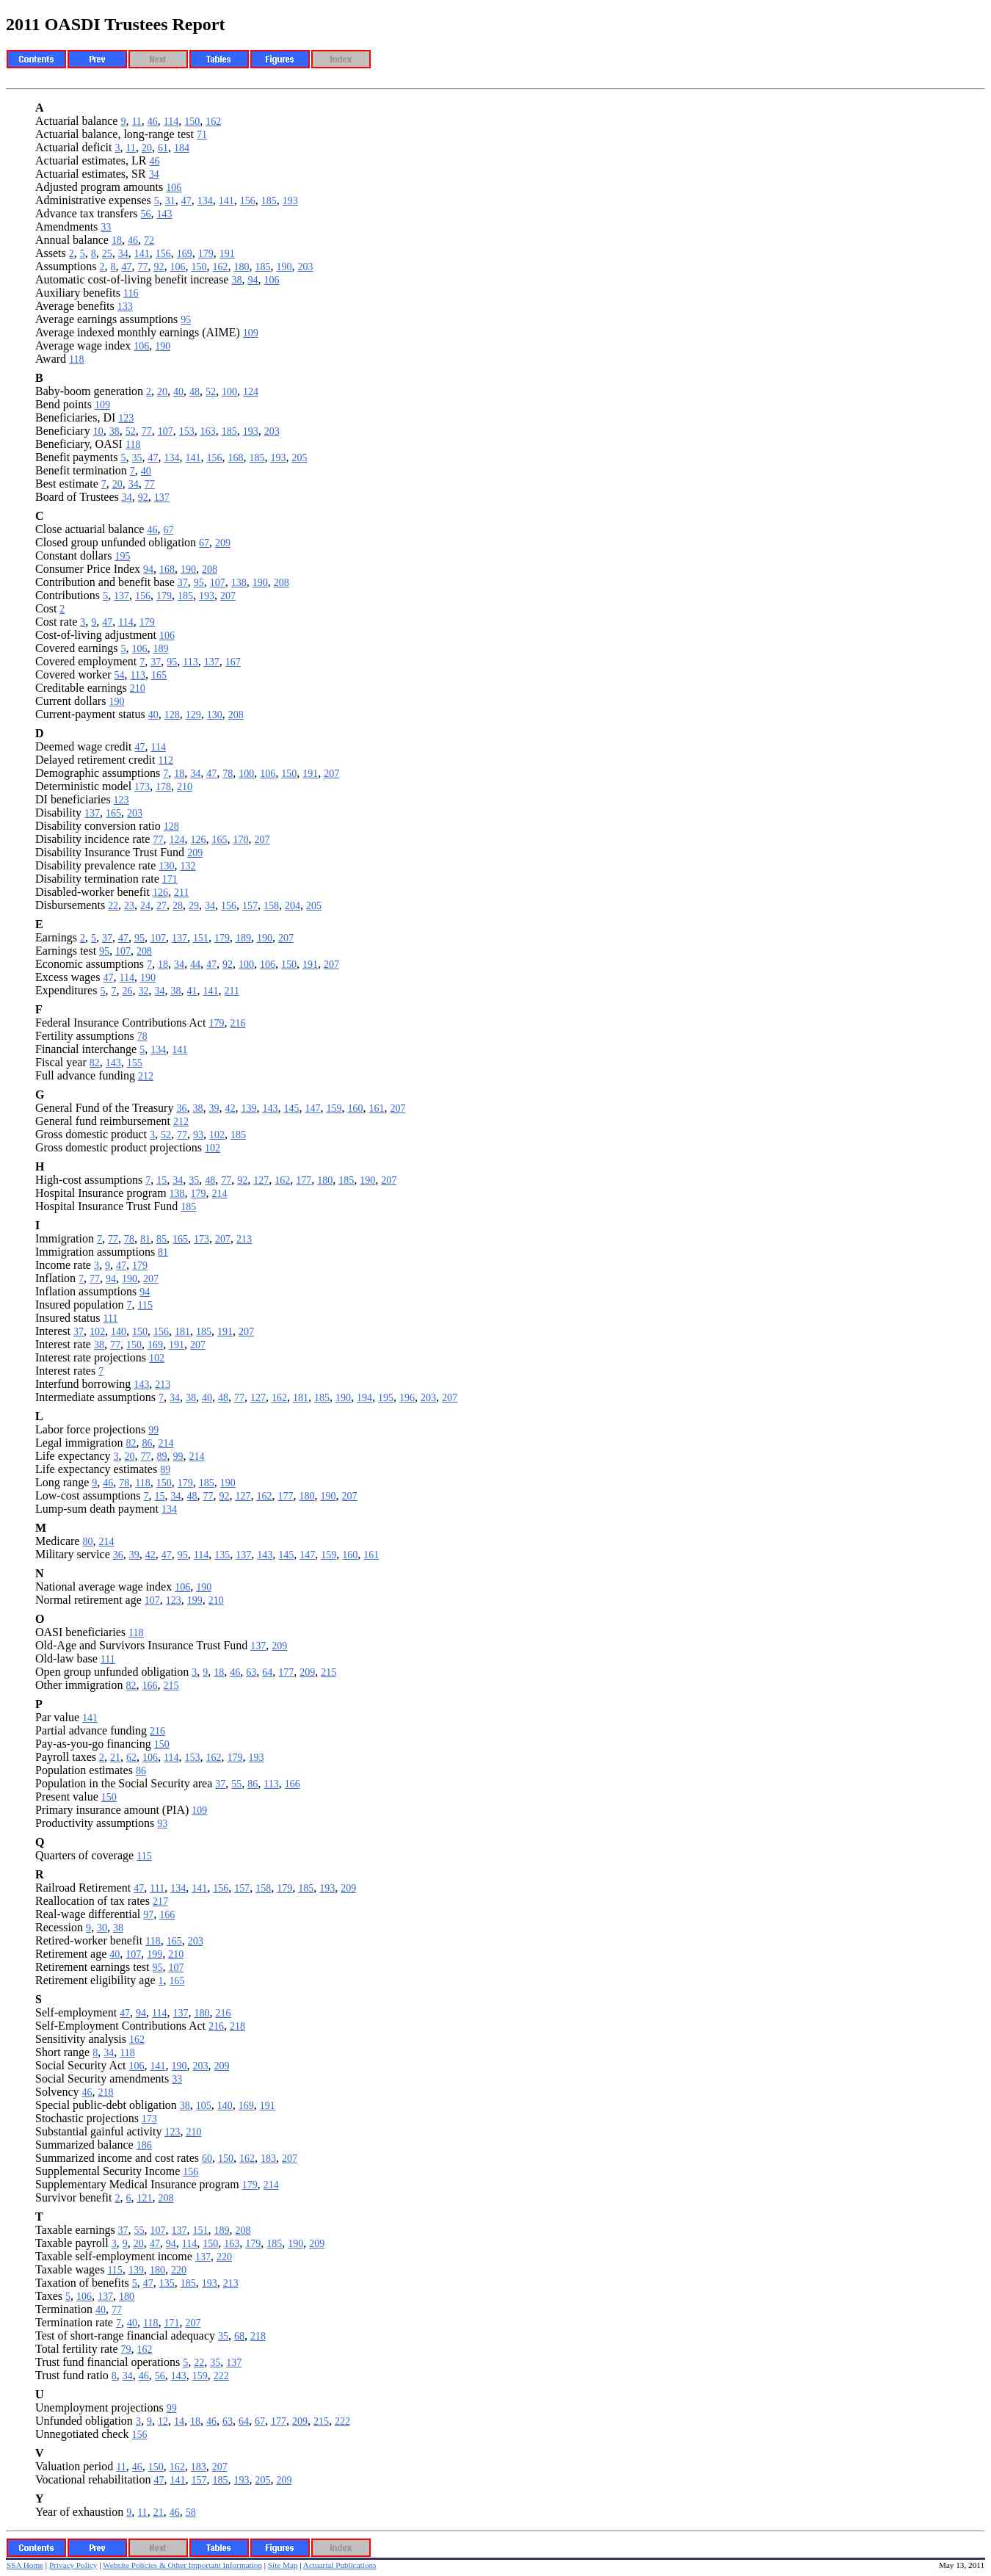 2011 OASDI Trustees Report
Contents Prev Next Tables Figures Index
A
Actuarial balance 9, 11, 46, 114, 150, 162
Actuarial balance, long-range test 71
Actuarial deficit 3, 11, 20, 61, 184
Actuarial estimates, LR 46
Actuarial estimates, SR 34
Adjusted program amounts 106
Administrative expenses 5, 31, 47, 134, 141, 156, 185, 193
Advance tax transfers 56, 143
Amendments 33
Annual balance 18, 46, 72
Assets 2, 5, 8, 25, 34, 141, 156, 169, 179, 191
Assumptions 2, 8, 47, 77, 92, 106, 150, 162, 180, 185, 190, 203
Automatic cost-of-living benefit increase 38, 94, 106
Auxiliary benefits 116
Average benefits 133
Average earnings assumptions 95
Average indexed monthly earnings (AIME) 109
Average wage index 106, 190
Award 118
B
Baby-boom generation 2, 20, 40, 48, 52, 100, 124
Bend points 109
Beneficiaries, DI 123
Beneficiary 10, 38, 52, 77, 107, 153, 163, 185, 193, 203
Beneficiary, OASI 118
Benefit payments 5, 35, 47, 134, 141, 156, 168, 185, 193, 205
Benefit termination 7, 40
Best estimate 7, 20, 34, 77
Board of Trustees 34, 92, 137
C
Close actuarial balance 46, 67
Closed group unfunded obligation 67, 209
Constant dollars 195
Consumer Price Index 94, 168, 190, 208
Contribution and benefit base 37, 95, 107, 138, 190, 208
Contributions 5, 137, 156, 179, 185, 193, 207
Cost 2
Cost rate 3, 9, 47, 114, 179
Cost-of-living adjustment 106
Covered earnings 5, 106, 189
Covered employment 7, 37, 95, 113, 137, 167
Covered worker 54, 113, 165
Creditable earnings 210
Current dollars 190
Current-payment status 40, 128, 129, 130, 208
D
Deemed wage credit 47, 114
Delayed retirement credit 112
Demographic assumptions 7, 18, 34, 47, 78, 100, 106, 150, 191, 207
Deterministic model 173, 178, 210
DI beneficiaries 123
Disability 137, 165, 203
Disability conversion ratio 128
Disability incidence rate 77, 124, 126, 165, 170, 207
Disability Insurance Trust Fund 209
Disability prevalence rate 130, 132
Disability termination rate 171
Disabled-worker benefit 126, 211
Disbursements 22, 23, 24, 27, 28, 29, 34, 156, 157, 158, 204, 205
E
Earnings 2, 5, 37, 47, 95, 107, 137, 151, 179, 189, 190, 207
Earnings test 95, 107, 208
Economic assumptions 7, 18, 34, 44, 47, 92, 100, 106, 150, 191, 207
Excess wages 47, 114, 190
Expenditures 5, 7, 26, 32, 34, 38, 41, 141, 211
F
Federal Insurance Contributions Act 179, 216
Fertility assumptions 78
Financial interchange 5, 134, 141
Fiscal year 82, 143, 155
Full advance funding 212
G
General Fund of the Treasury 36, 38, 39, 42, 139, 143, 145, 147, 159, 160, 161, 207
General fund reimbursement 212
Gross domestic product 3, 52, 77, 93, 102, 185
Gross domestic product projections 102
H
High-cost assumptions 7, 15, 34, 35, 48, 77, 92, 127, 162, 177, 180, 185, 190, 207
Hospital Insurance program 138, 179, 214
Hospital Insurance Trust Fund 185
I
Immigration 7, 77, 78, 81, 85, 165, 173, 207, 213
Immigration assumptions 81
Income rate 3, 9, 47, 179
Inflation 7, 77, 94, 190, 207
Inflation assumptions 94
Insured population 7, 115
Insured status 111
Interest 37, 102, 140, 150, 156, 181, 185, 191, 207
Interest rate 38, 77, 150, 169, 191, 207
Interest rate projections 102
Interest rates 7
Interfund borrowing 143, 213
Intermediate assumptions 7, 34, 38, 40, 48, 77, 127, 162, 181, 185, 190, 194, 195, 196, 203, 207
L
Labor force projections 99
Legal immigration 82, 86, 214
Life expectancy 3, 20, 77, 89, 99, 214
Life expectancy estimates 89
Long range 9, 46, 78, 118, 150, 179, 185, 190
Low-cost assumptions 7, 15, 34, 48, 77, 92, 127, 162, 177, 180, 190, 207
Lump-sum death payment 134
M
Medicare 80, 214
Military service 36, 39, 42, 47, 95, 114, 135, 137, 143, 145, 147, 159, 160, 161
N
National average wage index 106, 190
Normal retirement age 107, 123, 199, 210
O
OASI beneficiaries 118
Old-Age and Survivors Insurance Trust Fund 137, 209
Old-law base 111
Open group unfunded obligation 3, 9, 18, 46, 63, 64, 177, 209, 215
Other immigration 82, 166, 215
P
Par value 141
Partial advance funding 216
Pay-as-you-go financing 150
Payroll taxes 2, 21, 62, 106, 114, 153, 162, 179, 193
Population estimates 86
Population in the Social Security area 37, 55, 86, 113, 166
Present value 150
Primary insurance amount (PIA) 109
Productivity assumptions 93
Q
Quarters of coverage 115
R
Railroad Retirement 47, 111, 134, 141, 156, 157, 158, 179, 185, 193, 209
Reallocation of tax rates 217
Real-wage differential 97, 166
Recession 9, 30, 38
Retired-worker benefit 118, 165, 203
Retirement age 40, 107, 199, 210
Retirement earnings test 95, 107
Retirement eligibility age 1, 165
S
Self-employment 47, 94, 114, 137, 180, 216
Self-Employment Contributions Act 216, 218
Sensitivity analysis 162
Short range 8, 34, 118
Social Security Act 106, 141, 190, 203, 209
Social Security amendments 33
Solvency 46, 218
Special public-debt obligation 38, 105, 140, 169, 191
Stochastic projections 173
Substantial gainful activity 123, 210
Summarized balance 186
Summarized income and cost rates 60, 150, 162, 183, 207
Supplemental Security Income 156
Supplementary Medical Insurance program 179, 214
Survivor benefit 2, 6, 121, 208
T
Taxable earnings 37, 55, 107, 137, 151, 189, 208
Taxable payroll 3, 9, 20, 47, 94, 114, 150, 163, 179, 185, 190, 209
Taxable self-employment income 137, 220
Taxable wages 115, 139, 180, 220
Taxation of benefits 5, 47, 135, 185, 193, 213
Taxes 5, 106, 137, 180
Termination 40, 77
Termination rate 7, 40, 118, 171, 207
Test of short-range financial adequacy 35, 68, 218
Total fertility rate 79, 162
Trust fund financial operations 5, 22, 35, 137
Trust fund ratio 8, 34, 46, 56, 143, 159, 222
U
Unemployment projections 99
Unfunded obligation 3, 9, 12, 14, 18, 46, 63, 64, 67, 177, 209, 215, 222
Unnegotiated check 156
V
Valuation period 11, 46, 150, 162, 183, 207
Vocational rehabilitation 47, 141, 157, 185, 193, 205, 209
Y
Year of exhaustion 9, 11, 21, 46, 58
Contents Prev Next Tables Figures Index
SSA Home | Privacy Policy | Website Policies & Other Important Information | Site Map | Actuarial Publications May 13, 2011